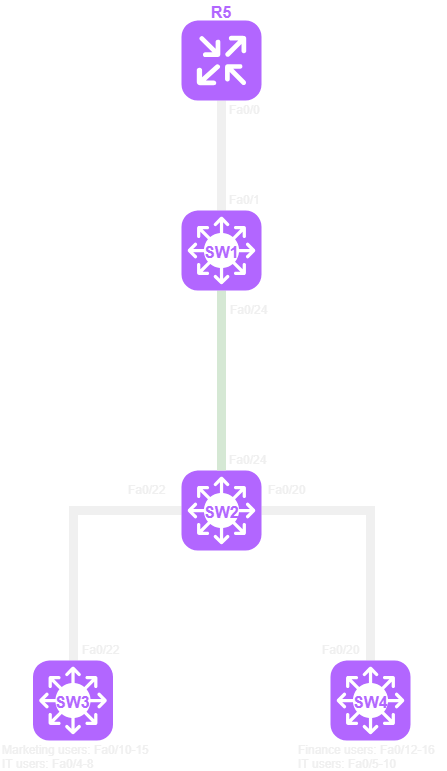 R5
Fa0/0
Fa0/1
SW1
Fa0/24
Fa0/24
Fa0/22
SW2
Fa0/20
Fa0/22
Fa0/20
SW3
SW4
Marketing users: Fa0/10-15
IT users: Fa0/4-8
Finance users: Fa0/12-16
IT users: Fa0/5-10